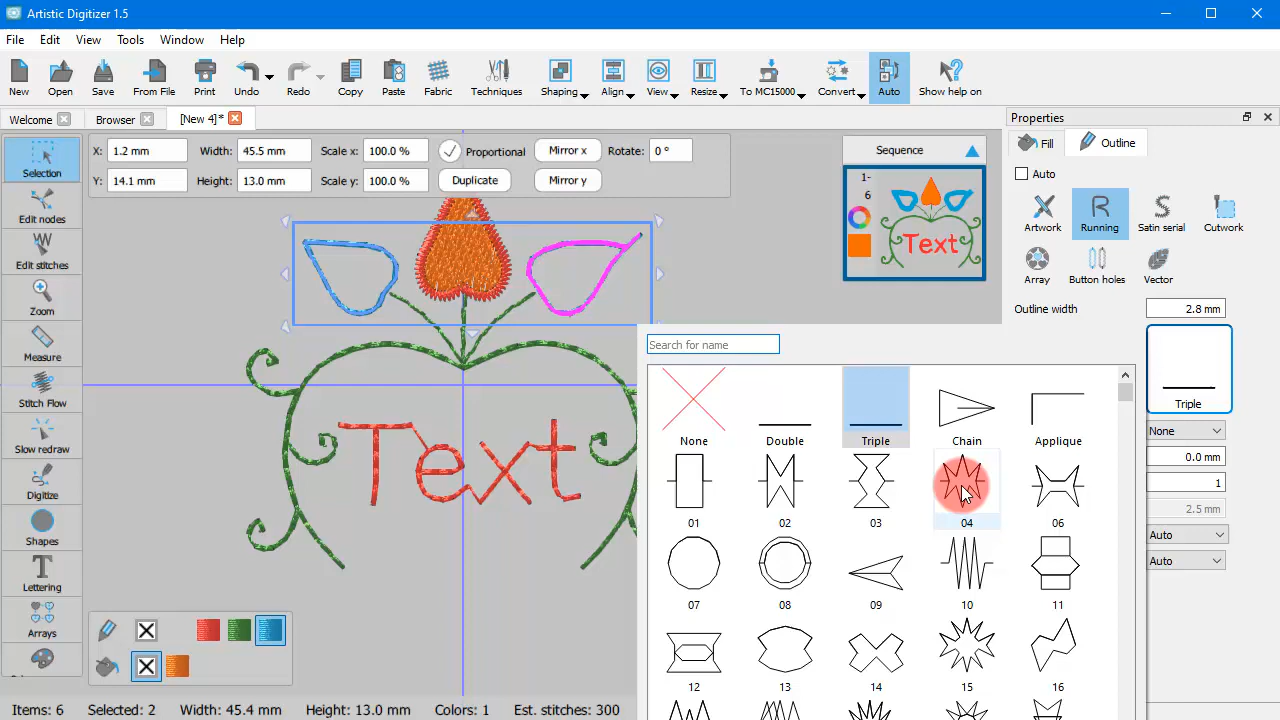 Artistic Digitizer 1.5
File Edit View Tools Window Help
New Open Save From File Print Undo Redo Copy Paste Fabric Techniques Shaping Align View Resize To MC15000 Convert Auto Show help on
Welcome Browser [New 4]*
Properties
X: 1.2 mm Width: 45.5 mm Scale x: 100.0 % Proportional Mirror x Rotate: 0 °
Y: 14.1 mm Height: 13.0 mm Scale y: 100.0 % Duplicate Mirror y
Sequence
1-
6
Text
Fill Outline
Auto
Artwork Running Satin serial Cutwork
Array Button holes Vector
Outline width 2.8 mm
Triple
None
0.0 mm
1
2.5 mm
Auto
Auto
Selection
Edit nodes
Edit stitches
Zoom
Measure
Stitch Flow
Slow redraw
Digitize
Shapes
Lettering
Arrays
Text
Search for name
None Double Triple Chain Applique
01 02 03 04 06
07 08 09 10 11
12 13 14 15 16
Items: 6 Selected: 2 Width: 45.4 mm Height: 13.0 mm Colors: 1 Est. stitches: 300